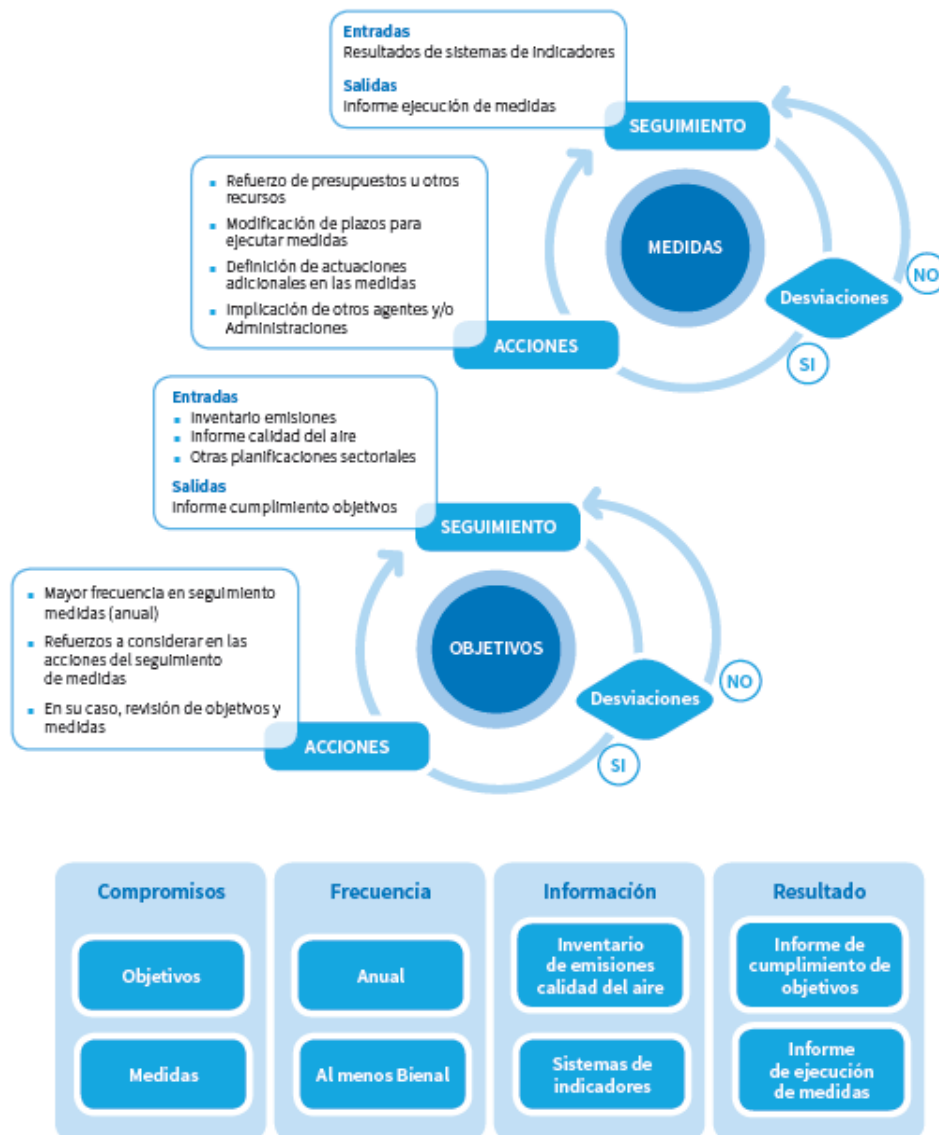 Entradas
Resultados de sistemas de indicadores
Salidas
Informe ejecución de medidas
SEGUIMIENTO
Refuerzo de presupuestos u otros
recursos
Modificación de plazos para
ejecutar medidas
Definición de actuaciones
adicionales en las medidas
Implicación de otros agentes y/o
Administraciones
MEDIDAS
Desviaciones
NO
SI
ACCIONES
Entradas
Inventario emisiones
Informe calidad del aire
Otras planificaciones sectoriales
Salidas
Informe cumplimiento objetivos
SEGUIMIENTO
Mayor frecuencia en seguimiento
medidas (anual)
Refuerzos a considerar en las
acciones del seguimiento
de medidas
En su caso, revisión de objetivos y
medidas
OBJETIVOS
Desviaciones
NO
SI
ACCIONES
Compromisos
Objetivos
Medidas
Frecuencia
Anual
Al menos Bienal
Información
Inventario
de emisiones
calidad del aire
Sistemas de
indicadores
Resultado
Informe de
cumplimiento de
objetivos
Informe
de ejecución
de medidas